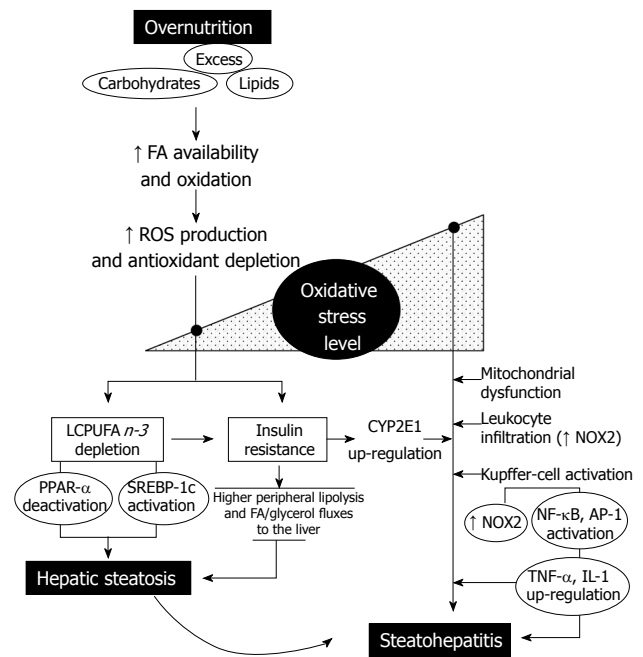 Overnutrition
Excess
Carbohydrates
Lipids
↑ FA availability
and oxidation
↑ ROS production
and antioxidant depletion
Oxidative
stress
level
Mitochondrial
dysfunction
Leukocyte
infiltration (↑ NOX2)
LCPUFA n-3
depletion
Insulin
resistance
CYP2E1
up-regulation
Kupffer-cell activation
PPAR-α
deactivation
SREBP-1c
activation
Higher peripheral lipolysis
and FA/glycerol fluxes
to the liver
↑ NOX2
NF-κB, AP-1
activation
Hepatic steatosis
TNF-α, IL-1
up-regulation
Steatohepatitis